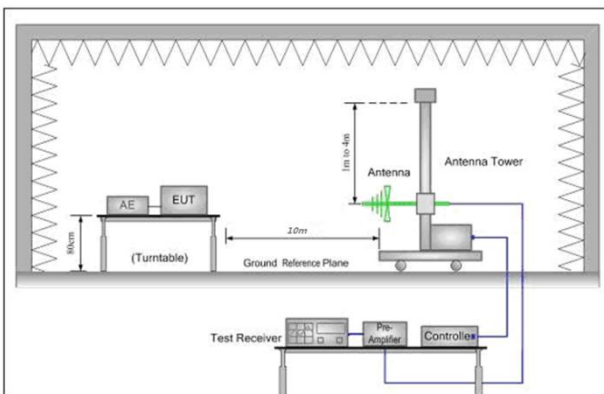 1m to 4m
Antenna
Antenna Tower
AE
EUT
80cm
(Turntable)
10m
Ground Reference Plane
Test Receiver
Pre-
Amplifier
Controller